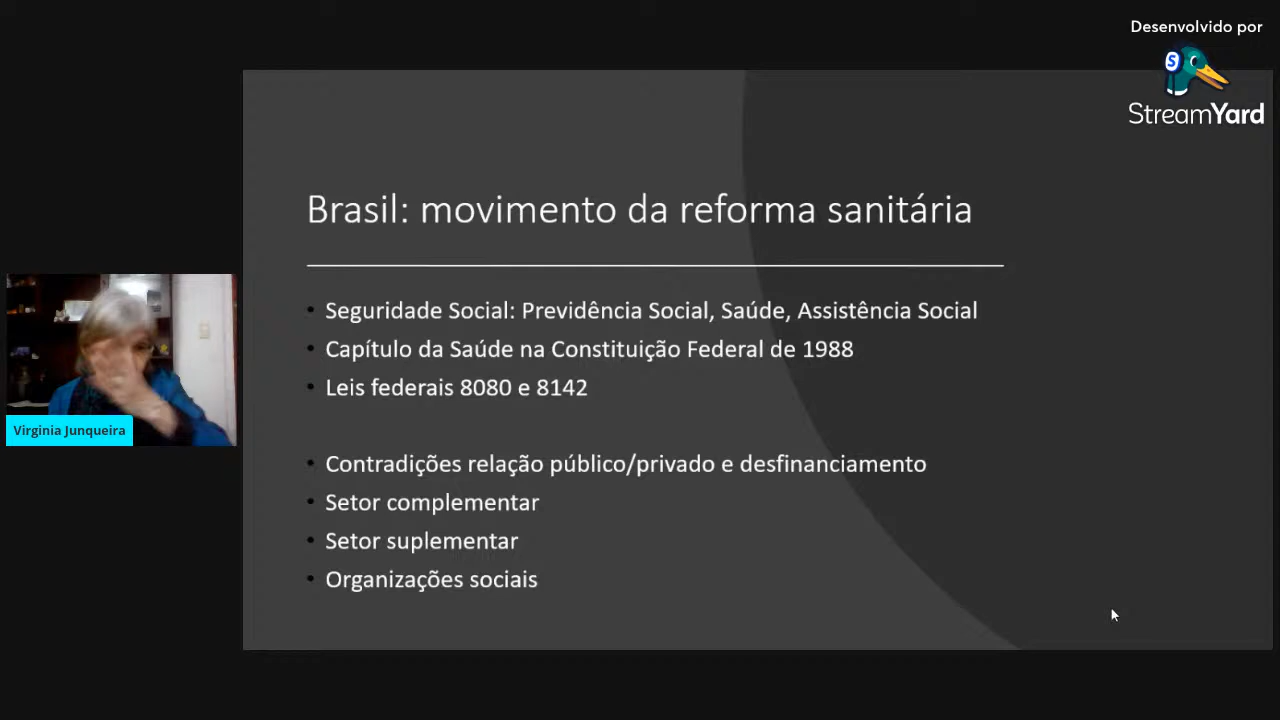 Desenvolvido por
StreamYard
Brasil: movimento da reforma sanitária
• Seguridade Social: Previdência Social, Saúde, Assistência Social
• Capítulo da Saúde na Constituição Federal de 1988
• Leis federais 8080 e 8142
• Contradições relação público/privado e desfinanciamento
• Setor complementar
• Setor suplementar
• Organizações sociais
Virginia Junqueira